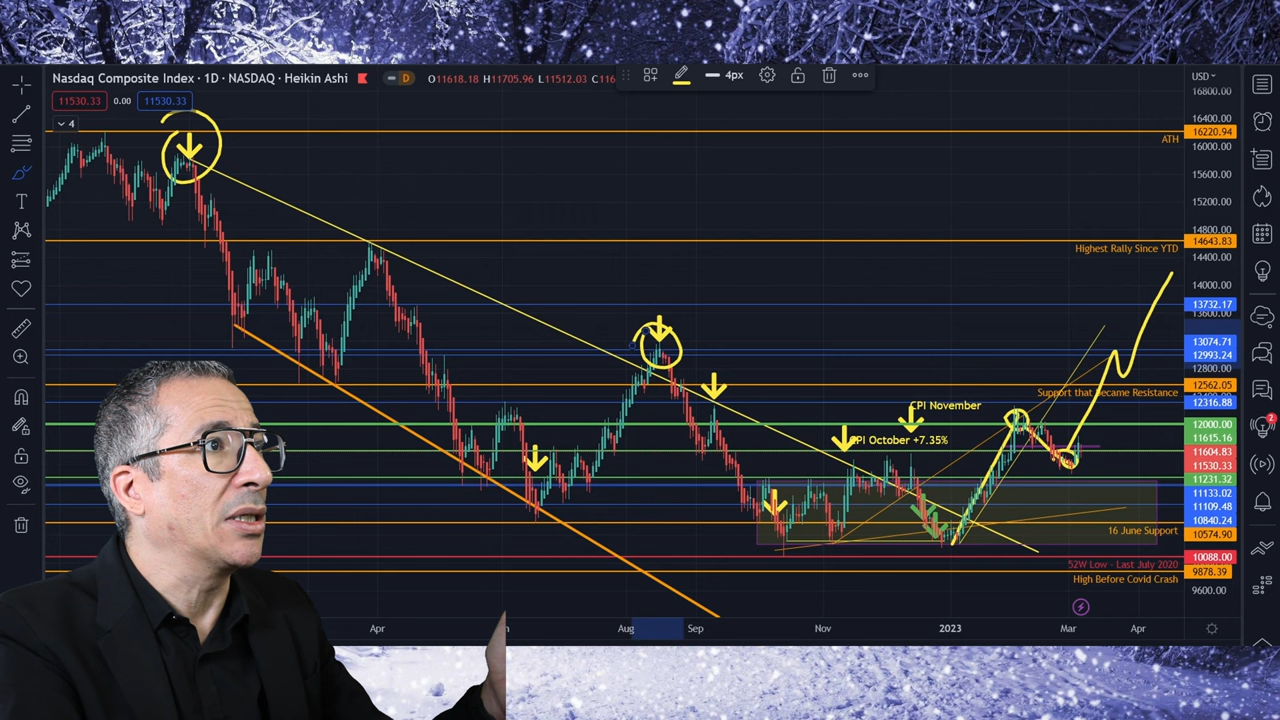 Nasdaq Composite Index · 1D · NASDAQ · Heikin Ashi
D
O11618.18 H11705.96 L11512.03 C116
4px
USD
11530.33 0.00 11530.33
4
16800.00
16400.00
16220.94
ATH
16000.00
15600.00
15200.00
14800.00
14643.83
Highest Rally Since YTD
14400.00
14000.00
13732.17
13600.00
13074.71
12993.24
12800.00
12562.05
Support that Became Resistance
12316.88
CPI November
12000.00
CPI October +7.35%
11615.16
11604.83
11530.33
11231.32
11133.02
11109.48
10840.24
16 June Support
10574.90
10088.00
52W Low - Last July 2020
9878.39
High Before Covid Crash
9600.00
Apr
Aug
Sep
Nov
2023
Mar
Apr
2